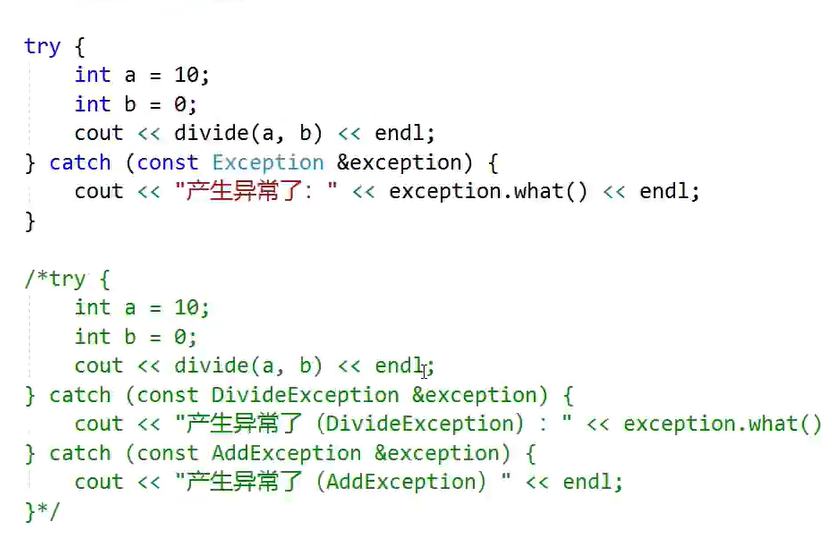 try {
    int a = 10;
    int b = 0;
    cout << divide(a, b) << endl;
} catch (const Exception &exception) {
    cout << "产生异常了：" << exception.what() << endl;
}
/*try {
    int a = 10;
    int b = 0;
    cout << divide(a, b) << endl;
} catch (const DivideException &exception) {
    cout << "产生异常了（DivideException）：" << exception.what()
} catch (const AddException &exception) {
    cout << "产生异常了（AddException）" << endl;
}*/